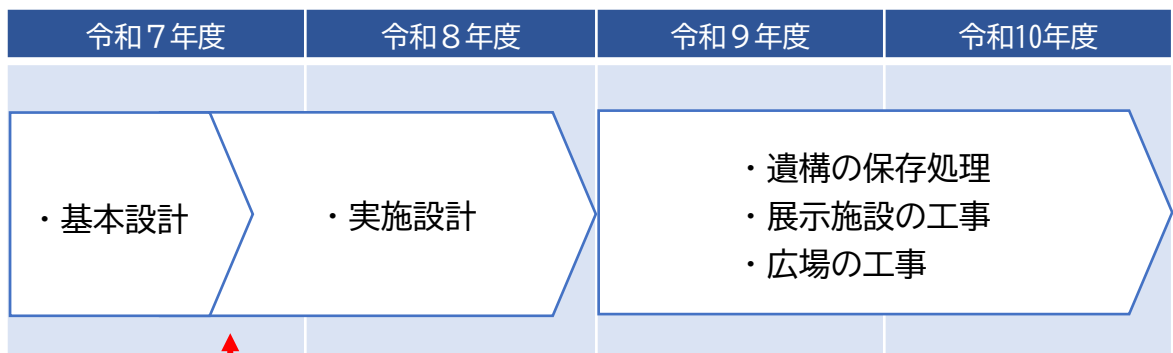 令和７年度
令和８年度
令和９年度
令和10年度
・基本設計
・実施設計
・遺構の保存処理
・展示施設の工事
・広場の工事